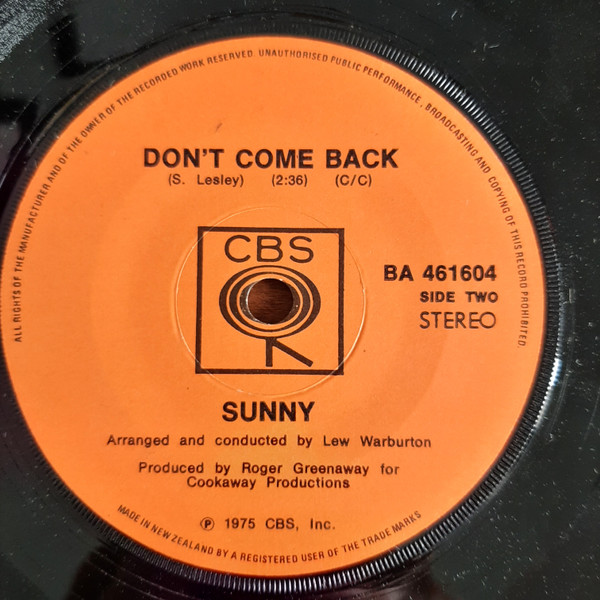 ALL RIGHTS OF THE MANUFACTURER AND OF THE OWNER OF THE RECORDED WORK RESERVED. UNAUTHORISED PUBLIC PERFORMANCE, BROADCASTING AND COPYING OF THIS RECORD PROHIBITED.
DON'T COME BACK
(S. Lesley) (2:36) (C/C)
CBS
BA 461604
SIDE TWO
STEREO
SUNNY
Arranged and conducted by Lew Warburton
Produced by Roger Greenaway for
Cookaway Productions
℗ 1975 CBS, Inc.
MADE IN NEW ZEALAND BY A REGISTERED USER OF THE TRADE MARKS